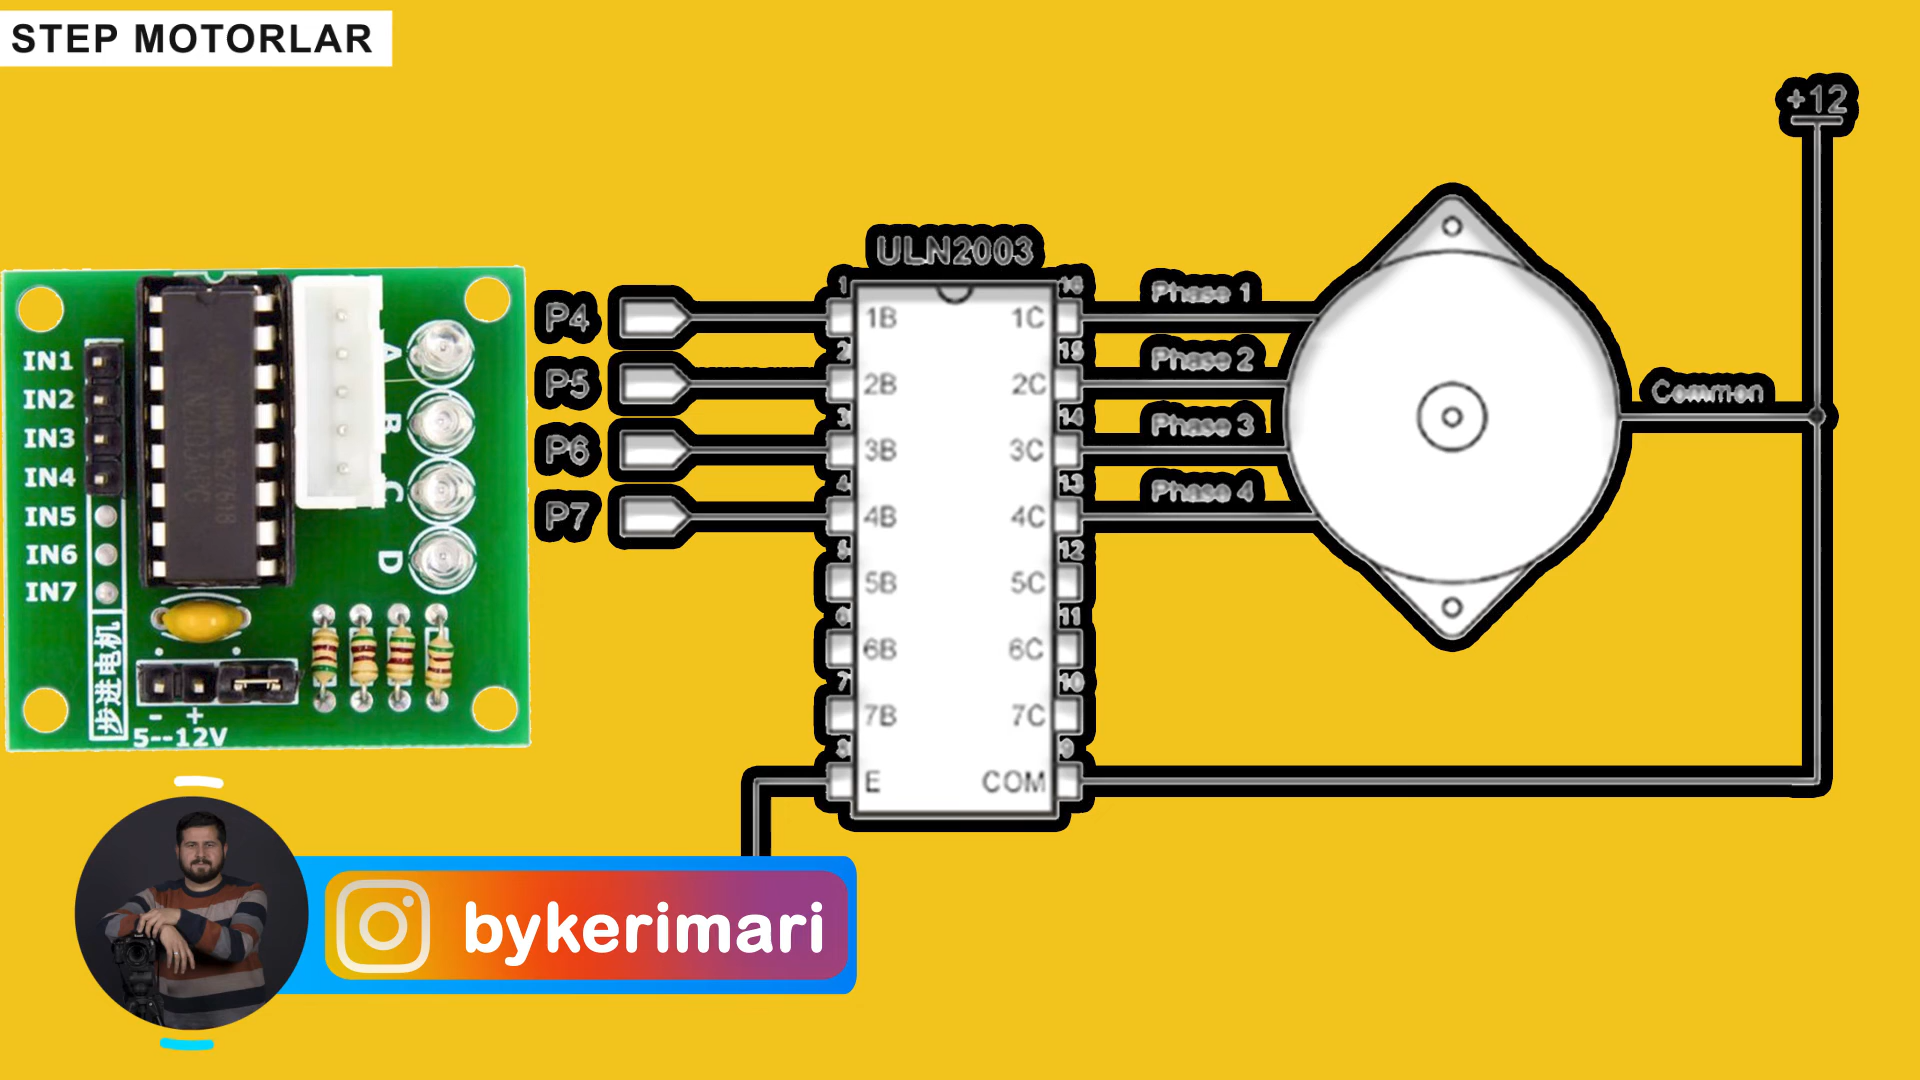 STEP MOTORLAR
+12
ULN2003
IN1
IN2
IN3
IN4
IN5
IN6
IN7
步进电机
A
B
C
D
- +
5--12V
P4
P5
P6
P7
1
2
3
4
5
6
7
8
1B
2B
3B
4B
5B
6B
7B
E
1C
2C
3C
4C
5C
6C
7C
COM
16
15
14
13
12
11
10
9
Phase 1
Phase 2
Phase 3
Phase 4
Common
bykerimari